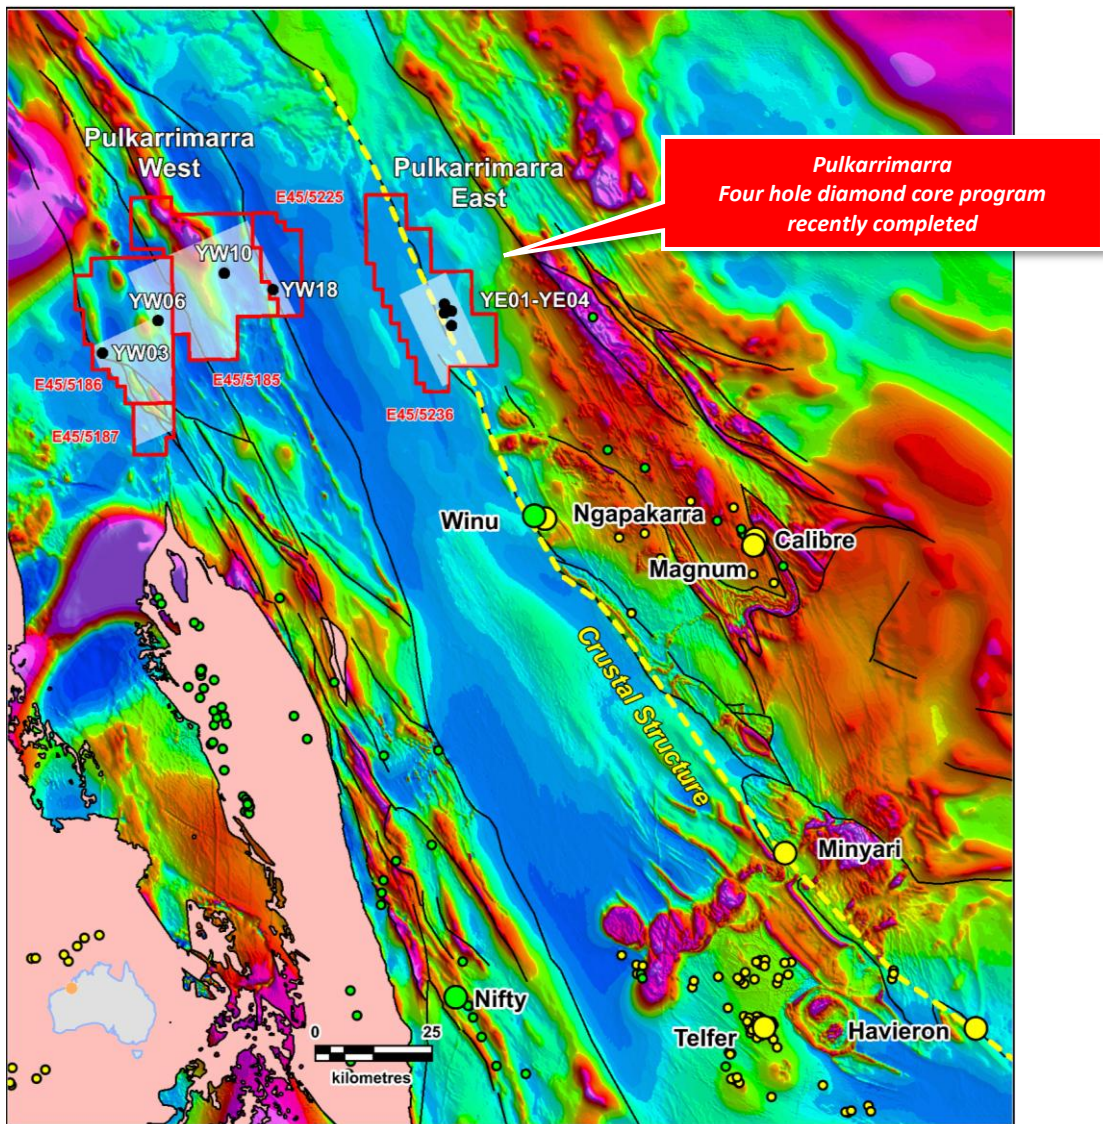 Pulkarrimarra
West
Pulkarrimarra
East
Pulkarrimarra
Four hole diamond core program
recently completed
E45/5225
YW10
YW18
YW06
YE01-YE04
YW03
E45/5186
E45/5185
E45/5236
E45/5187
Winu
Ngapakarra
Calibre
Magnum
Crustal Structure
Minyari
Nifty
Telfer
Havieron
0
25
kilometres